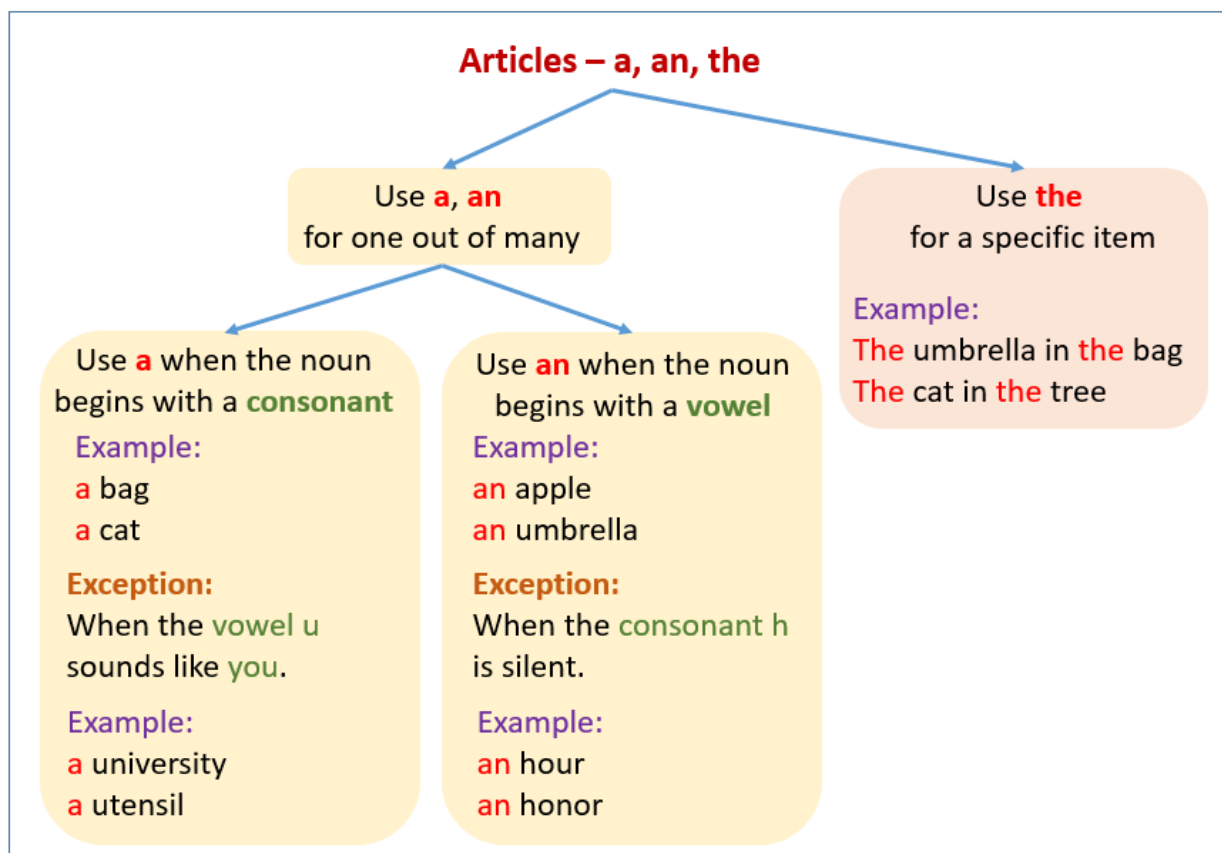 Articles – a, an, the
Use a, an
for one out of many
Use a when the noun
begins with a consonant
Example:
a bag
a cat
Exception:
When the vowel u
sounds like you.
Example:
a university
a utensil
Use an when the noun
begins with a vowel
Example:
an apple
an umbrella
Exception:
When the consonant h
is silent.
Example:
an hour
an honor
Use the
for a specific item
Example:
The umbrella in the bag
The cat in the tree